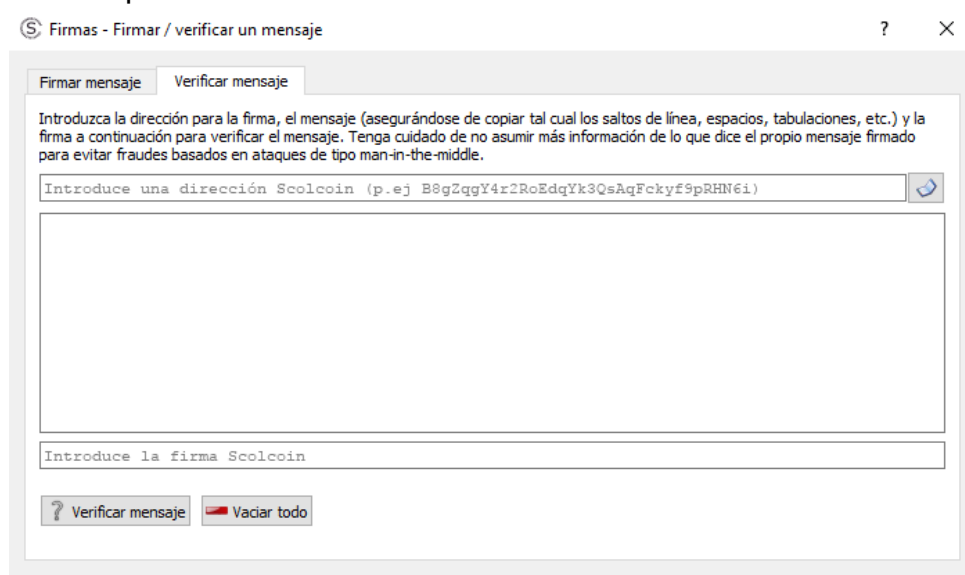 Firmas - Firmar / verificar un mensaje ?
Firmar mensaje Verificar mensaje
Introduzca la dirección para la firma, el mensaje (asegurándose de copiar tal cual los saltos de línea, espacios, tabulaciones, etc.) y la
firma a continuación para verificar el mensaje. Tenga cuidado de no asumir más información de lo que dice el propio mensaje firmado
para evitar fraudes basados en ataques de tipo man-in-the-middle.
Introduce una dirección Scolcoin (p.ej B8gZqgY4r2RoEdqYk3QsAqFckyf9pRHN6i)
Introduce la firma Scolcoin
Verificar mensaje Vaciar todo